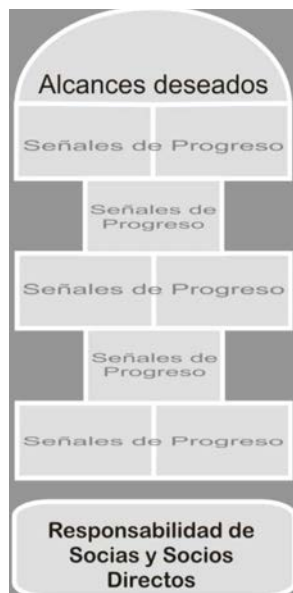 Alcances deseados
Señales de Progreso
Señales de
Progreso
Señales de Progreso
Señales de
Progreso
Señales de Progreso
Responsabilidad de
Socias y Socios
Directos